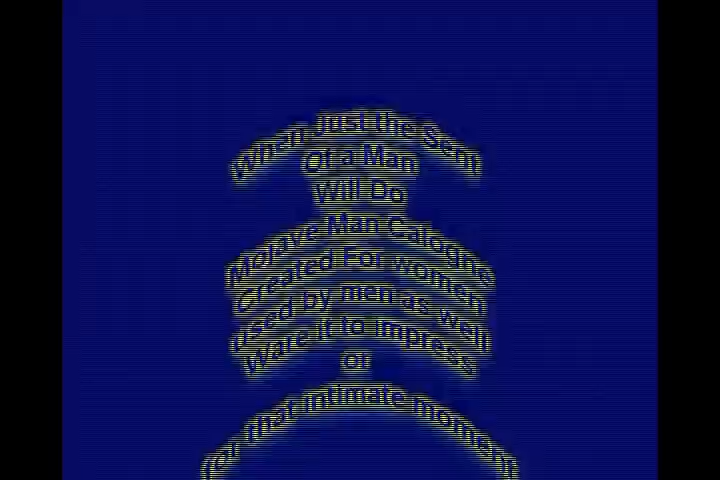 When Just the Sent
Of a Man
Will Do
Mojave Man Calogne
Created For women
used by men as well
Ware it to impress
or
for that intimate moment